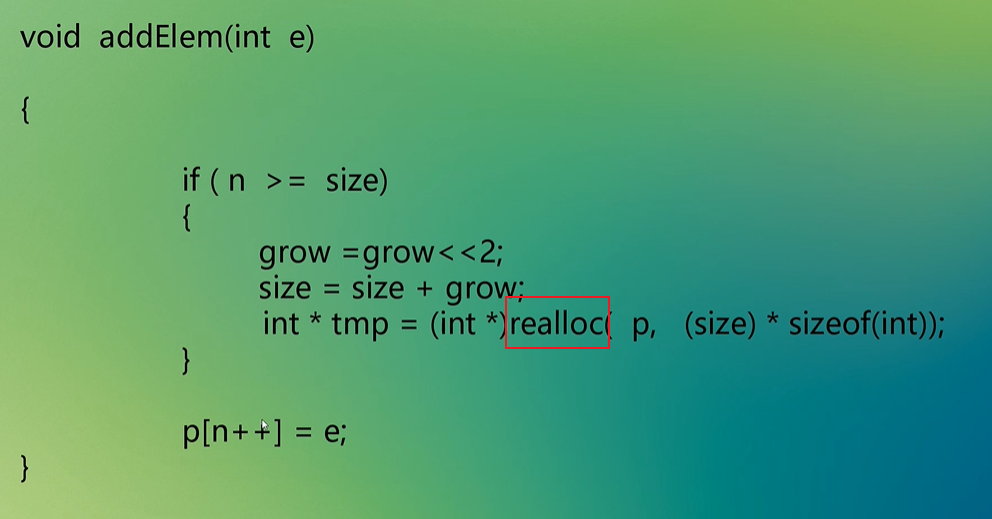 void addElem(int e)
{
if ( n >= size)
{
grow =grow<<2;
size = size + grow;
int * tmp = (int *)realloc( p, (size) * sizeof(int));
}
p[n++] = e;
}